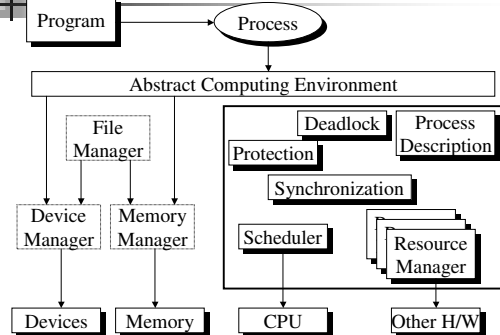 Program
Process
Abstract Computing Environment
File
Manager
Deadlock
Process
Description
Protection
Synchronization
Device
Manager
Memory
Manager
Scheduler
Resource
Manager
Devices
Memory
CPU
Other H/W